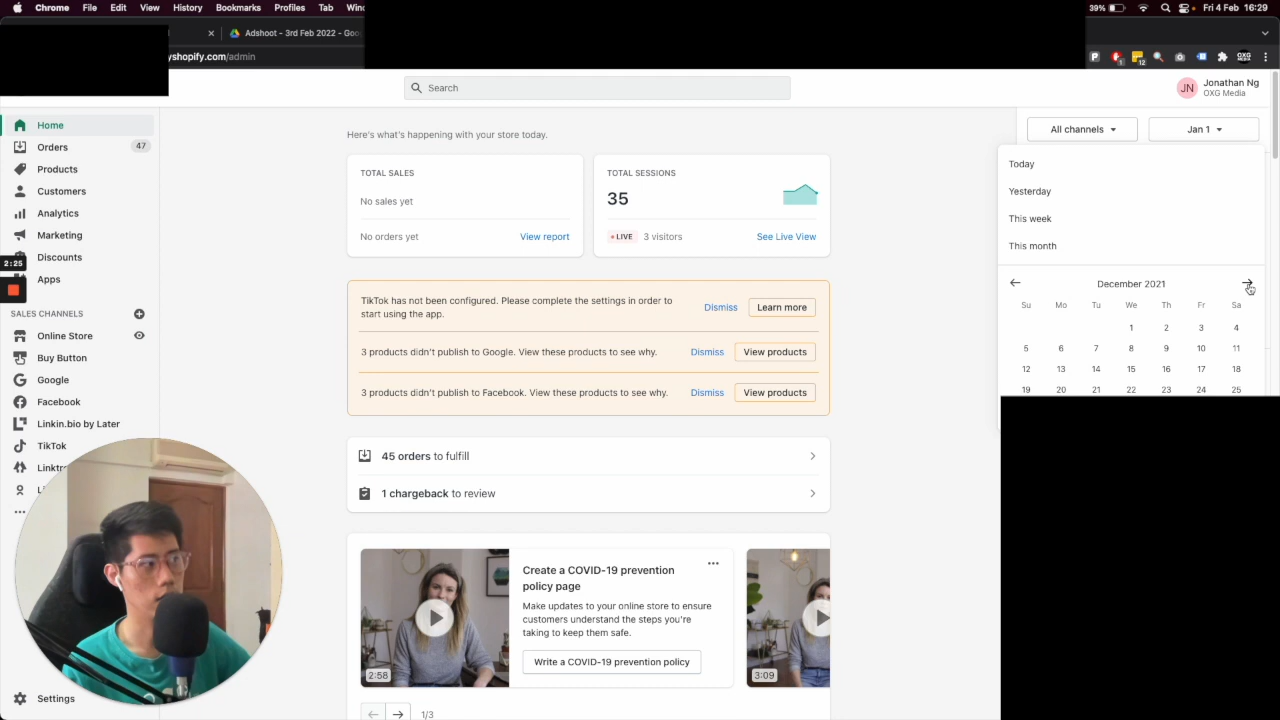 Chrome File Edit View History Bookmarks Profiles Tab
39% Fri 4 Feb 16:29
Adshoot - 3rd Feb 2022 - Goo
yshopify.com/admin
P
1
12
OXG
Search
JN
Jonathan Ng
OXG Media
Home
Orders 47
Products
Customers
Analytics
Marketing
2:25
Discounts
Apps
SALES CHANNELS
Online Store
Buy Button
Google
Facebook
Linkin.bio by Later
TikTok
Linktr
Settings
Here's what's happening with your store today.
All channels
Jan 1
TOTAL SALES
No sales yet
No orders yet
View report
TOTAL SESSIONS
35
LIVE 3 visitors
See Live View
TikTok has not been configured. Please complete the settings in order to
start using the app.
Dismiss
Learn more
3 products didn't publish to Google. View these products to see why.
Dismiss
View products
3 products didn't publish to Facebook. View these products to see why.
Dismiss
View products
45 orders to fulfill
1 chargeback to review
Create a COVID-19 prevention
policy page
Make updates to your online store to ensure
customers understand the steps you're
taking to keep them safe.
Write a COVID-19 prevention policy
2:58
3:09
1/3
Today
Yesterday
This week
This month
December 2021
Su Mo Tu We Th Fr Sa
1 2 3 4
5 6 7 8 9 10 11
12 13 14 15 16 17 18
19 20 21 22 23 24 25